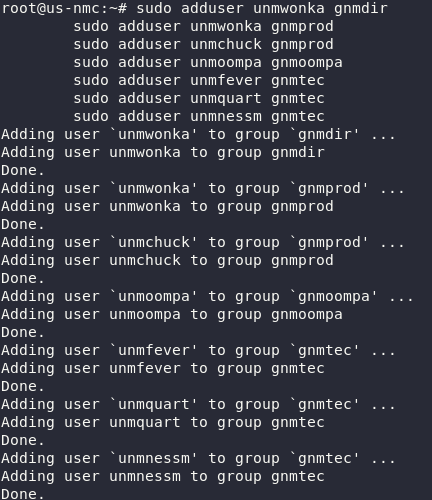 root@us-nmc:~# sudo adduser unmwonka gnmdir
sudo adduser unmwonka gnmprod
sudo adduser unmchuck gnmprod
sudo adduser unmoompa gnmoompa
sudo adduser unmfever gnmtec
sudo adduser unmquart gnmtec
sudo adduser unmnessm gnmtec
Adding user `unmwonka' to group `gnmdir' ...
Adding user unmwonka to group gnmdir
Done.
Adding user `unmwonka' to group `gnmprod' ...
Adding user unmwonka to group gnmprod
Done.
Adding user `unmchuck' to group `gnmprod' ...
Adding user unmchuck to group gnmprod
Done.
Adding user `unmoompa' to group `gnmoompa' ...
Adding user unmoompa to group gnmoompa
Done.
Adding user `unmfever' to group `gnmtec' ...
Adding user unmfever to group gnmtec
Done.
Adding user `unmquart' to group `gnmtec' ...
Adding user unmquart to group gnmtec
Done.
Adding user `unmnessm' to group `gnmtec' ...
Adding user unmnessm to group gnmtec
Done.